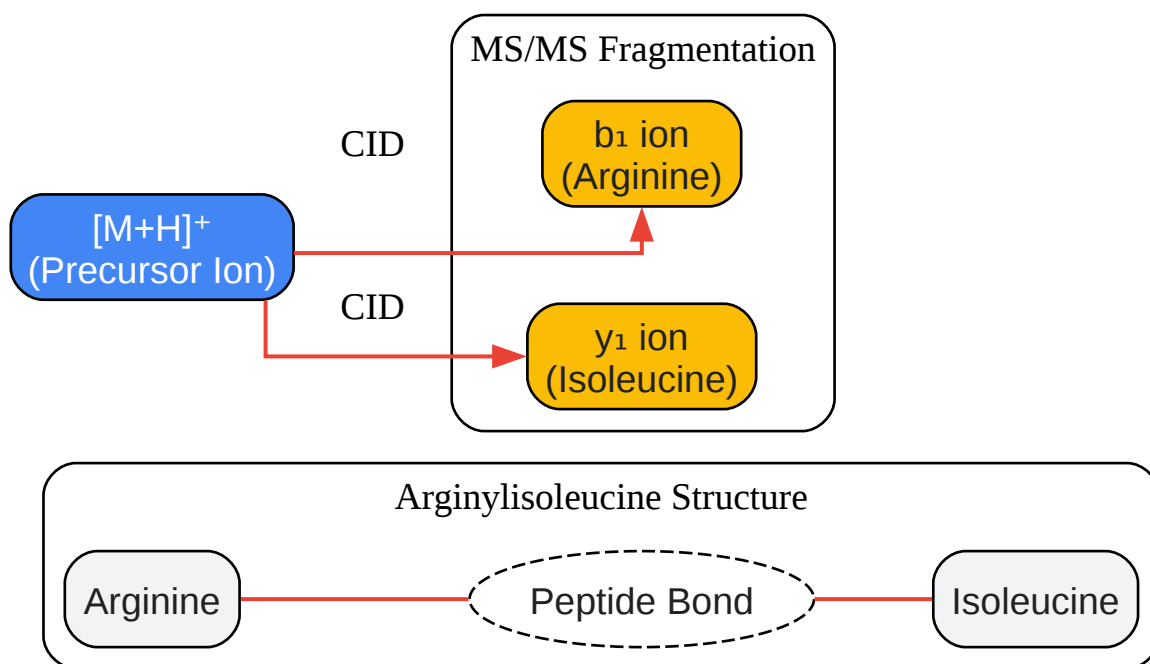 MS/MS Fragmentation
CID
b₁ ion
(Arginine)
[M+H]⁺
(Precursor Ion)
CID
y₁ ion
(Isoleucine)
Arginylisoleucine Structure
Arginine
Peptide Bond
Isoleucine